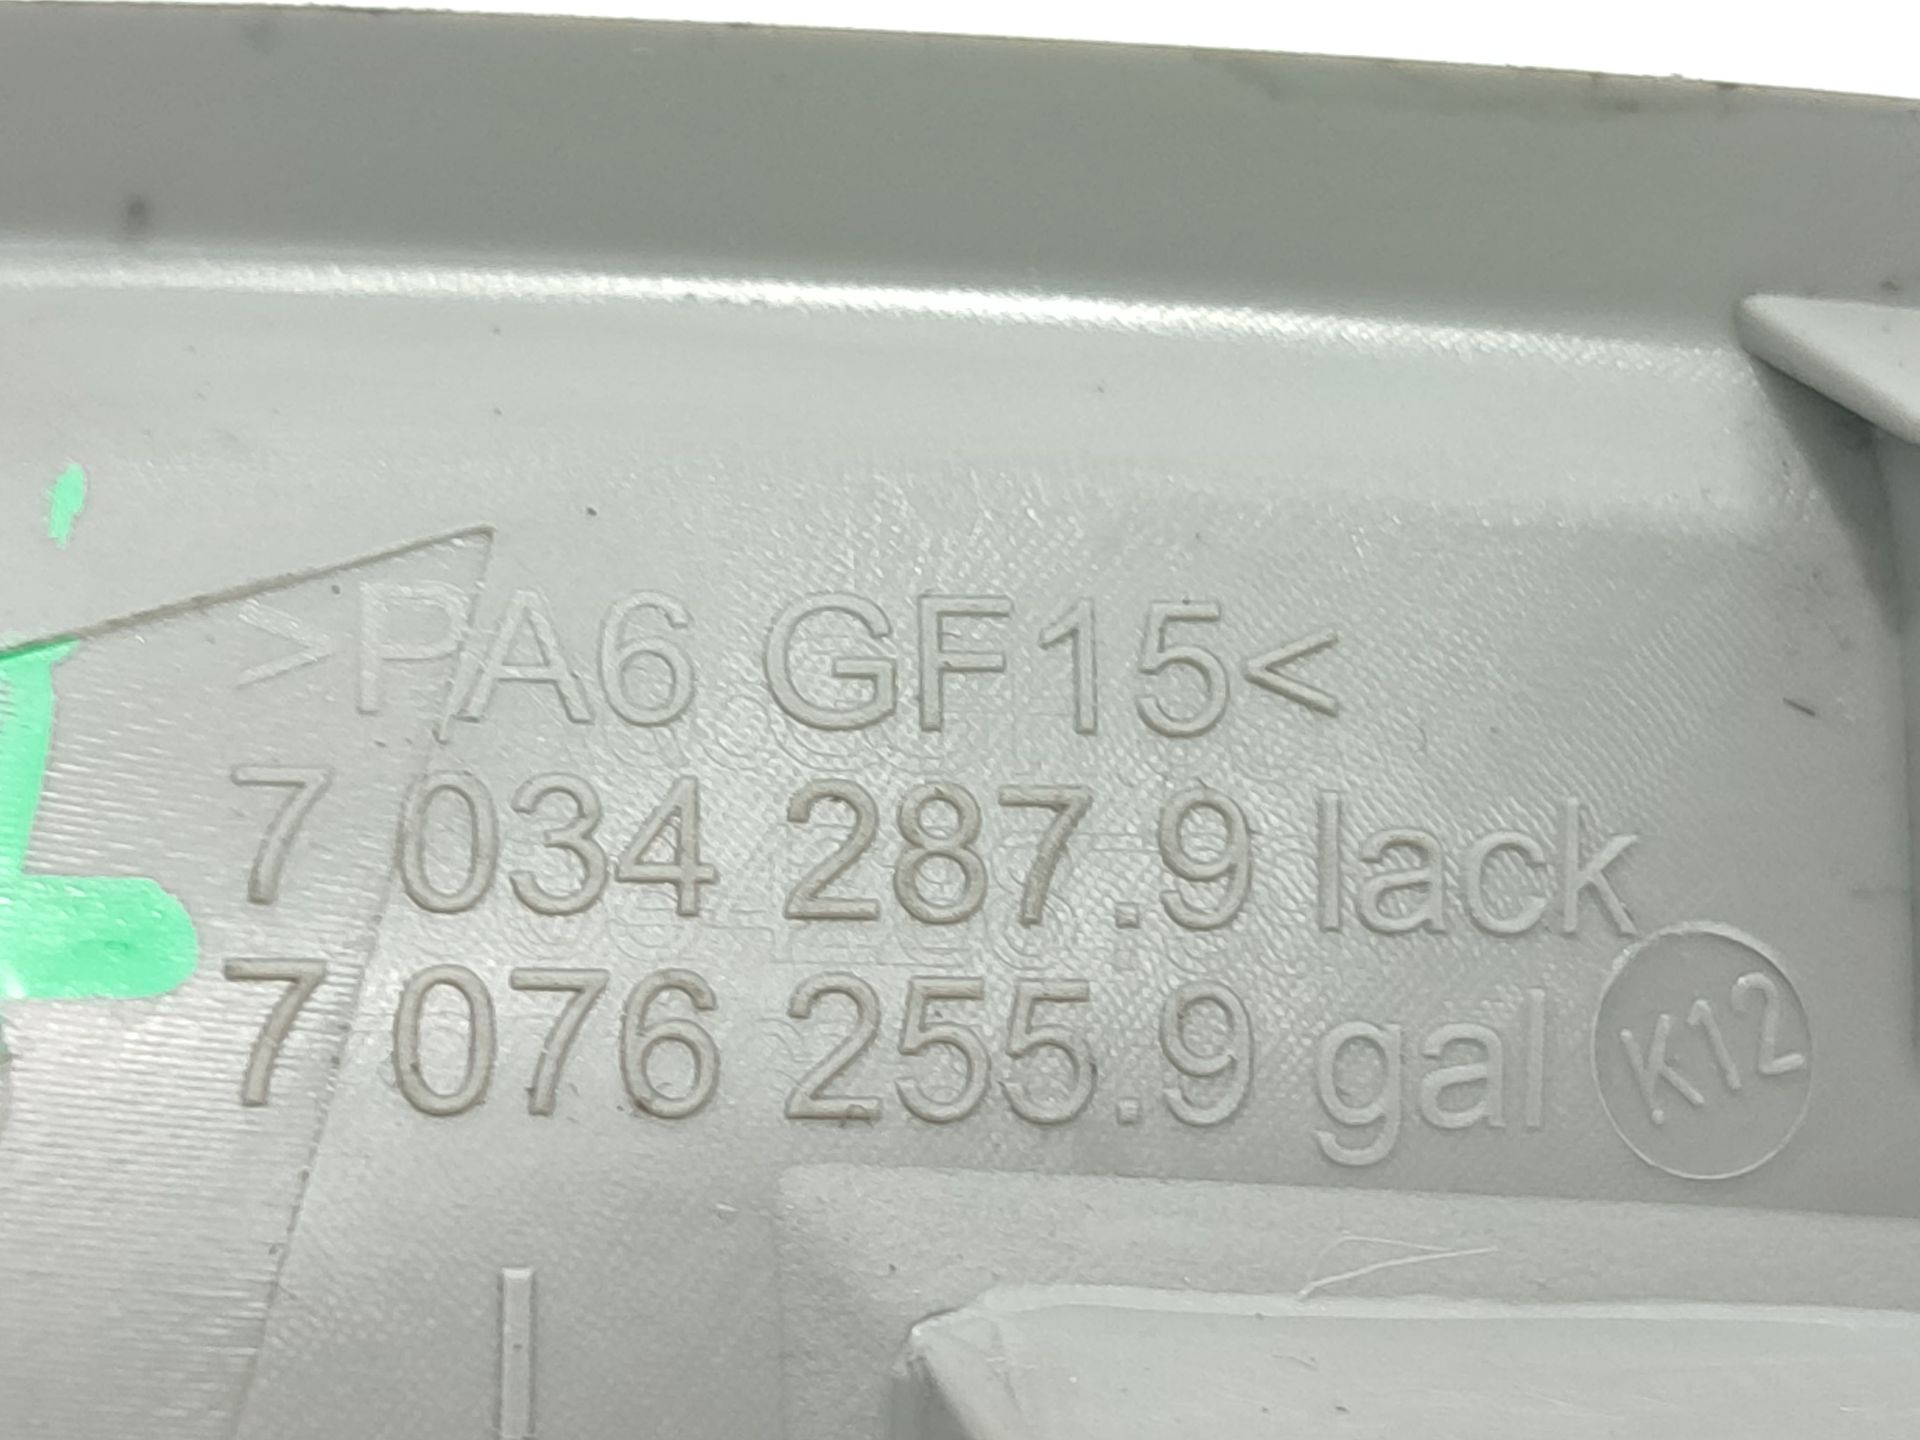 >PA6 GF15<
7 034 287.9 lack
7 076 255.9 gal
K12